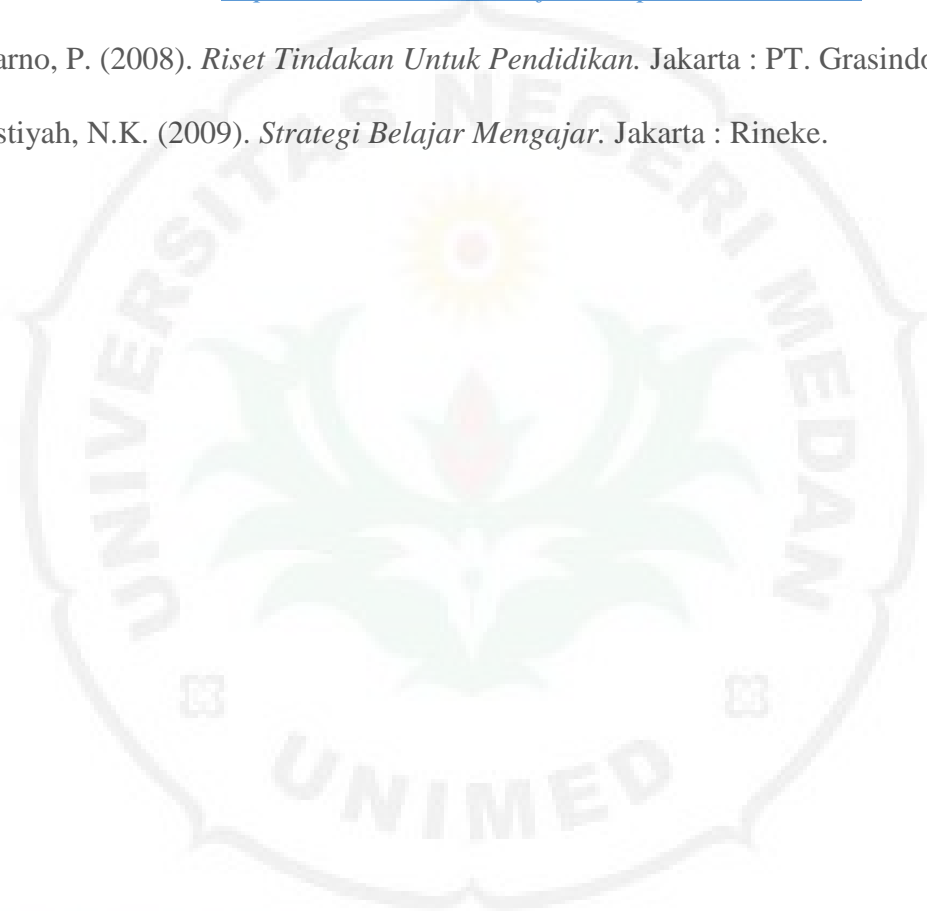 arno, P. (2008). Riset Tindakan Untuk Pendidikan. Jakarta : PT. Grasindo
stiyah, N.K. (2009). Strategi Belajar Mengajar. Jakarta : Rineke.
UNIVERSITAS NEGERI MEDAN
UNIMED